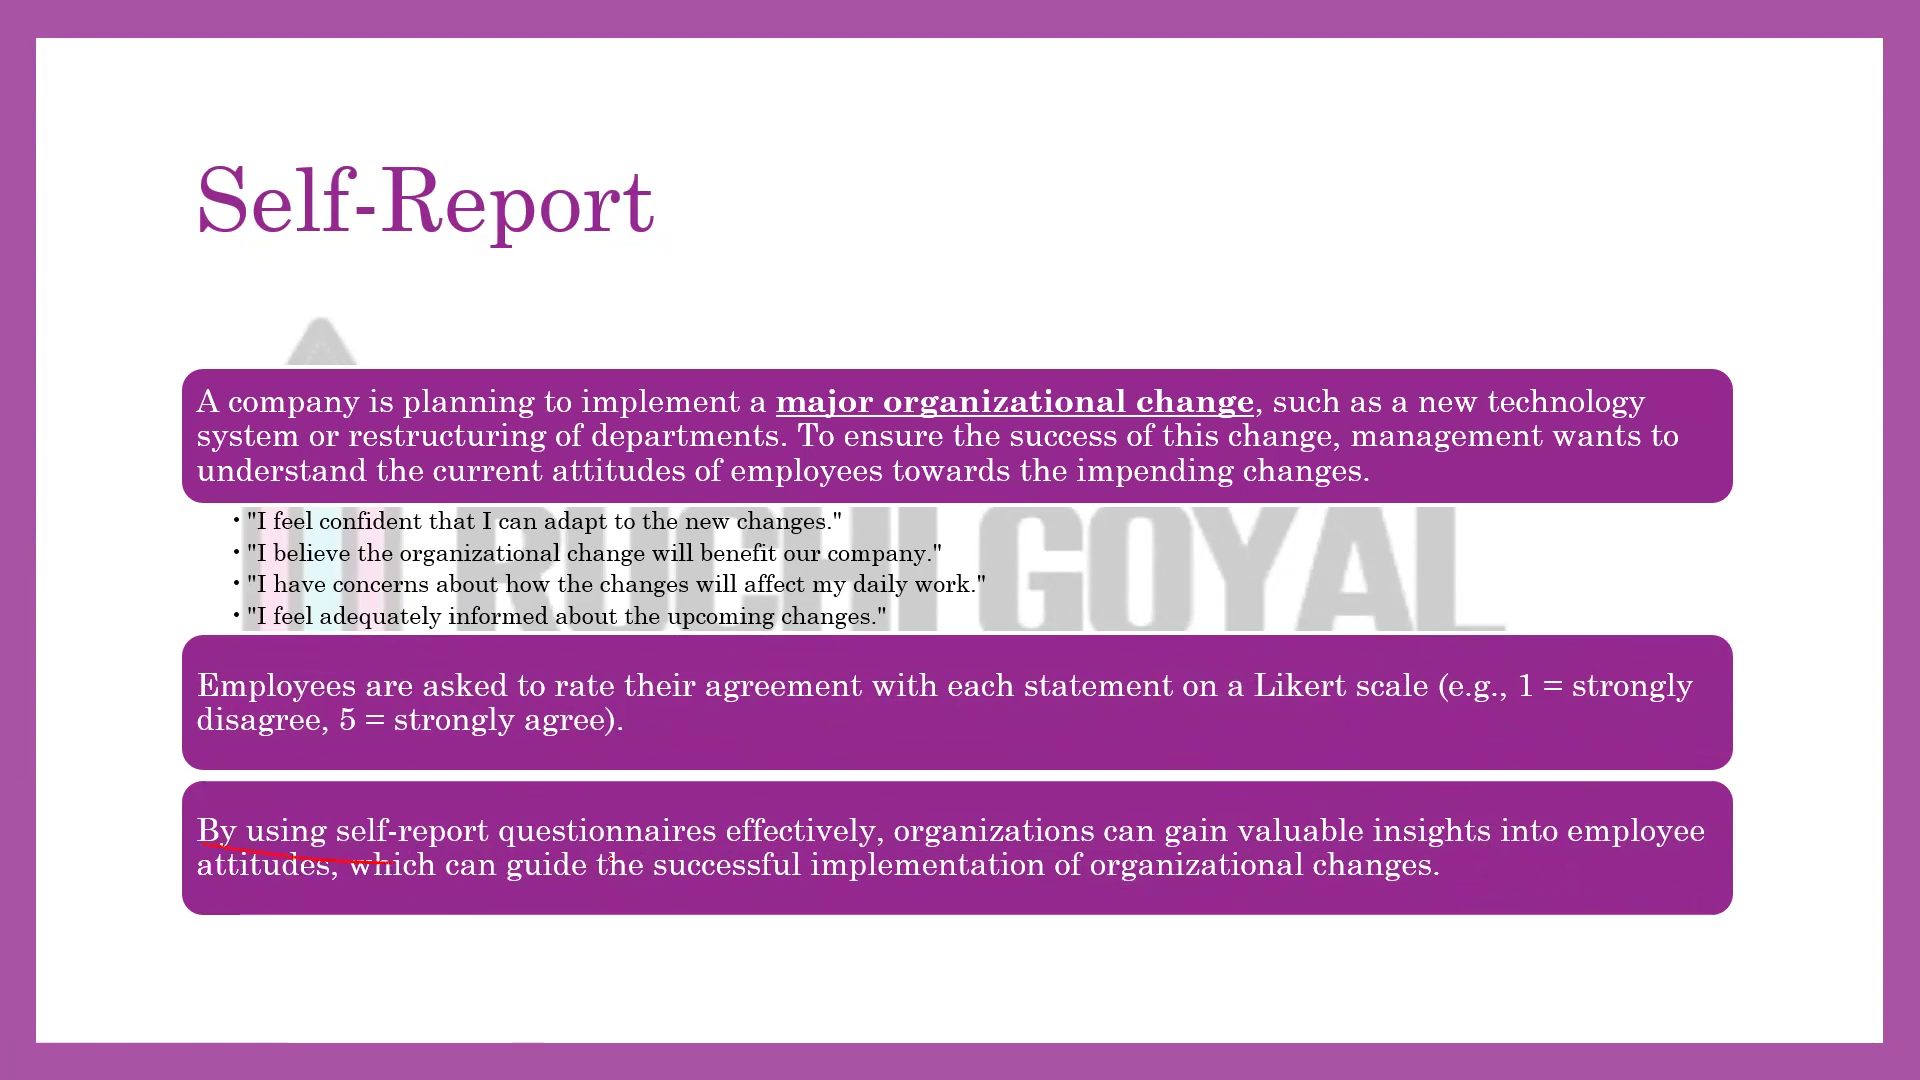 Self-Report
A company is planning to implement a major organizational change, such as a new technology
system or restructuring of departments. To ensure the success of this change, management wants to
understand the current attitudes of employees towards the impending changes.
• "I feel confident that I can adapt to the new changes."
• "I believe the organizational change will benefit our company."
• "I have concerns about how the changes will affect my daily work."
• "I feel adequately informed about the upcoming changes."
RUCHI GOYAL
Employees are asked to rate their agreement with each statement on a Likert scale (e.g., 1 = strongly
disagree, 5 = strongly agree).
By using self-report questionnaires effectively, organizations can gain valuable insights into employee
attitudes, which can guide the successful implementation of organizational changes.